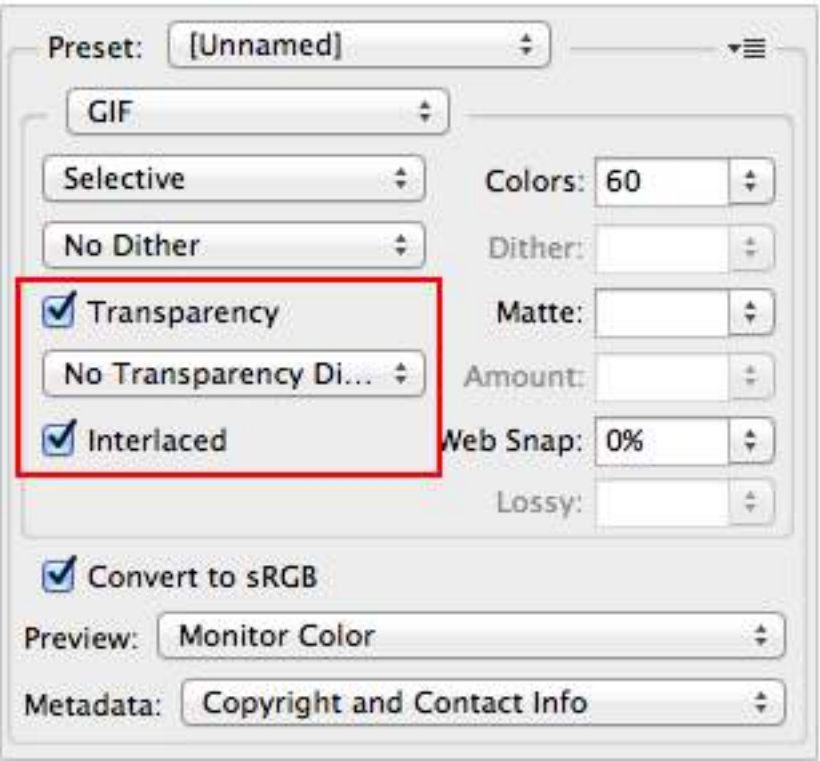 Preset: [Unnamed]
GIF
Selective Colors: 60
No Dither Dither:
Transparency Matte:
No Transparency Di... Amount:
Interlaced Web Snap: 0%
Lossy:
Convert to sRGB
Preview: Monitor Color
Metadata: Copyright and Contact Info